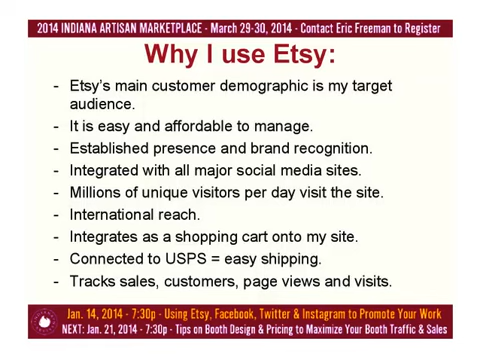 2014 INDIANA ARTISAN MARKETPLACE - March 29-30, 2014 - Contact Eric Freeman to Register
Why I use Etsy:
- Etsy's main customer demographic is my target
audience.
- It is easy and affordable to manage.
- Established presence and brand recognition.
- Integrated with all major social media sites.
- Millions of unique visitors per day visit the site.
- International reach.
- Integrates as a shopping cart onto my site.
- Connected to USPS = easy shipping.
- Tracks sales, customers, page views and visits.
Jan. 14, 2014 - 7:30p - Using Etsy, Facebook, Twitter & Instagram to Promote Your Work
NEXT: Jan. 21, 2014 - 7:30p - Tips on Booth Design & Pricing to Maximize Your Booth Traffic & Sales